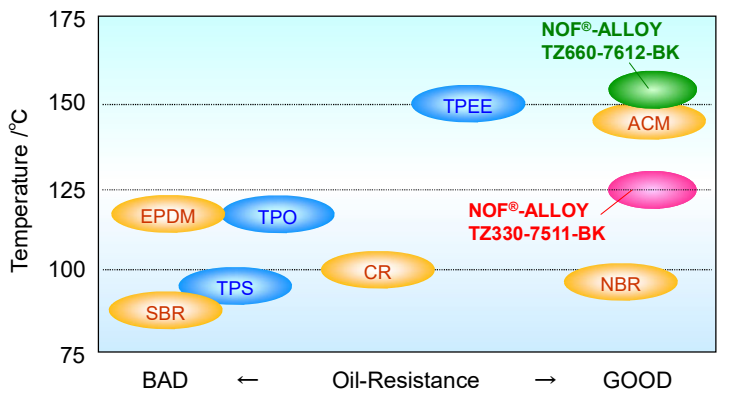 175
NOF®-ALLOY
TZ660-7612-BK
150
TPEE
ACM
Temperature /°C
125
NOF®-ALLOY
TZ330-7511-BK
EPDM
TPO
100
CR
TPS
NBR
SBR
75
BAD ← Oil-Resistance → GOOD